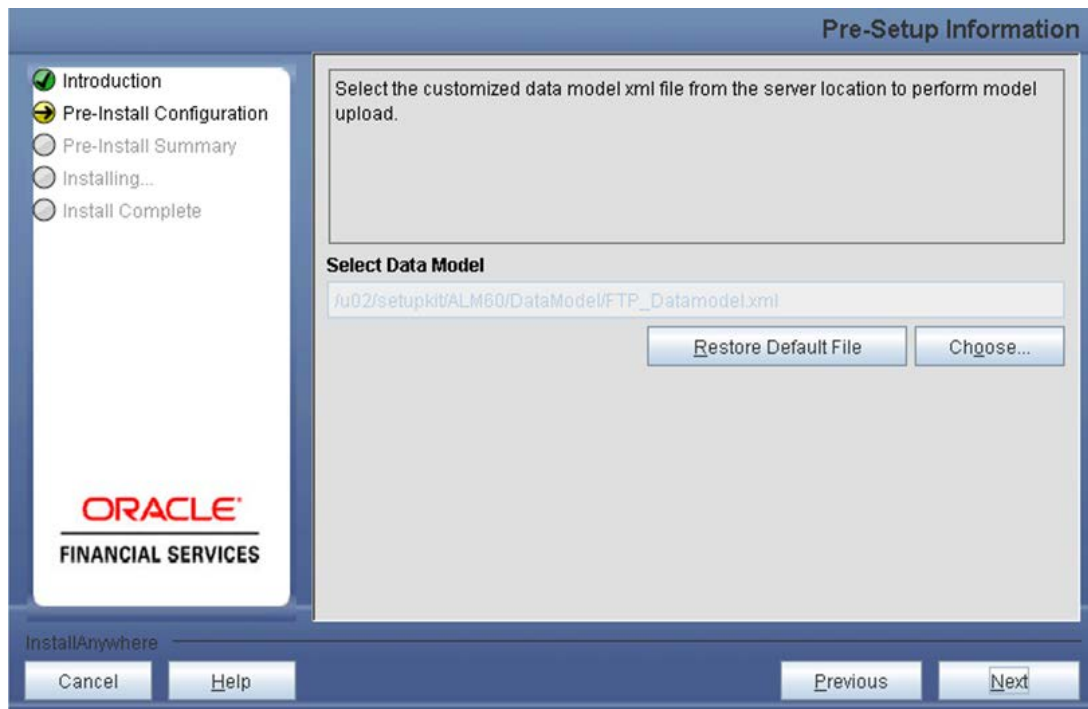 Pre-Setup Information
Introduction
Pre-Install Configuration
Pre-Install Summary
Installing...
Install Complete
Select the customized data model xml file from the server location to perform model
upload.
Select Data Model
/u02/setupkit/ALM60/DataModel/FTP_Datamodel.xml
Restore Default File
Choose...
ORACLE
FINANCIAL SERVICES
InstallAnywhere
Cancel
Help
Previous
Next